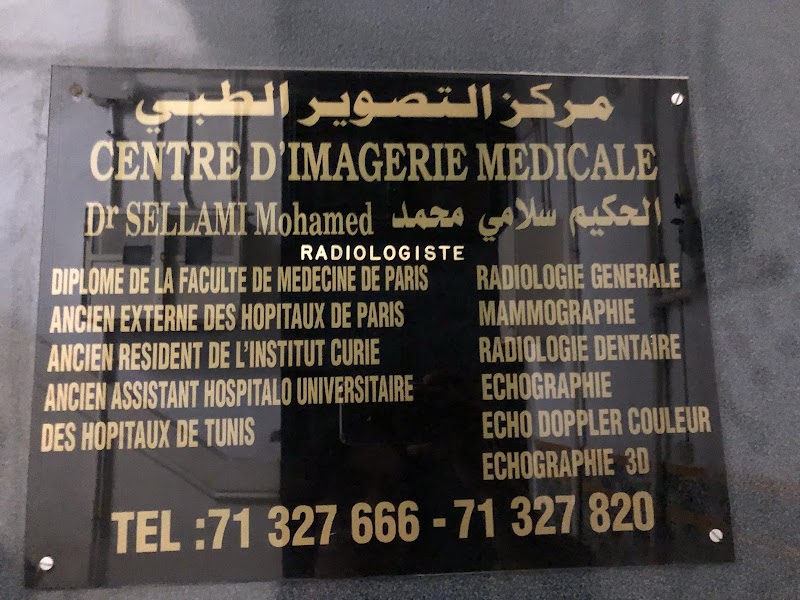 مركز التصوير الطبي
CENTRE D'IMAGERIE MEDICALE
Dr SELLAMI Mohamed الحكيم سلامي محمد
RADIOLOGISTE
DIPLOME DE LA FACULTE DE MEDECINE DE PARIS
ANCIEN EXTERNE DES HOPITAUX DE PARIS
ANCIEN RESIDENT DE L'INSTITUT CURIE
ANCIEN ASSISTANT HOSPITALO UNIVERSITAIRE
DES HOPITAUX DE TUNIS
RADIOLOGIE GENERALE
MAMMOGRAPHIE
RADIOLOGIE DENTAIRE
ECHOGRAPHIE
ECHO DOPPLER COULEUR
ECHOGRAPHIE 3D
TEL :71 327 666 - 71 327 820